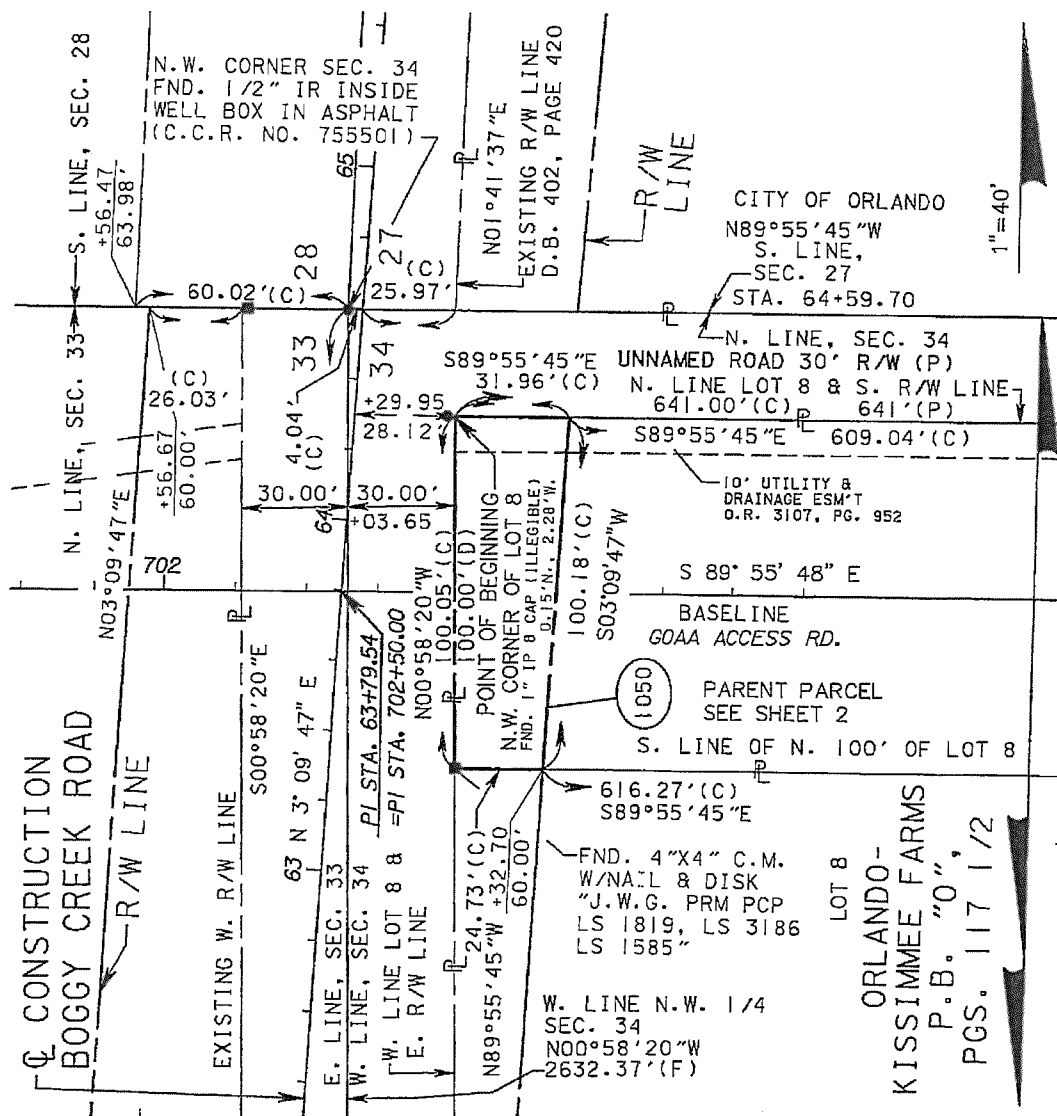 S. LINE, SEC. 28
N. LINE, SEC. 33
+56.47
63.98'
N.W. CORNER SEC. 34
FND. 1/2" IR INSIDE
WELL BOX IN ASPHALT
(C.C.R. NO. 755501)
65
N01°41'37"E
EXISTING R/W LINE
D.B. 402, PAGE 420
R/W
LINE
CITY OF ORLANDO
N89°55'45"W
S. LINE,
SEC. 27
STA. 64+59.70
1"=40'
60.02'(C)
28
27
(C)
25.97'
33
34
N. LINE, SEC. 34
(C)
26.03'
+56.67
60.00'
4.04'
(C)
S89°55'45"E
31.96'(C)
UNNAMED ROAD 30' R/W (P)
N. LINE LOT 8 & S. R/W LINE
641.00'(C)
641'(P)
+29.95
28.12'
S89°55'45"E
609.04'(C)
10' UTILITY &
DRAINAGE ESM'T
O.R. 3107, PG. 952
30.00'
30.00'
64
+03.65
N03°09'47"E
702
N00°58'20"W
100.05'(C)
100.00'(D)
POINT OF BEGINNING
N.W. CORNER OF LOT 8
FND. 1" IP 8 CAP (ILLEGIBLE)
0.15'N., 2.28'W.
100.18'(C)
S03°09'47"W
S 89° 55' 48" E
BASELINE
GOAA ACCESS RD.
PI STA. 63+79.54
=PI STA. 702+50.00
1050
PARENT PARCEL
SEE SHEET 2
S. LINE OF N. 100' OF LOT 8
S00°58'20"E
N 3° 09' 47" E
63
616.27'(C)
S89°55'45"E
℄ CONSTRUCTION
BOGGY CREEK ROAD
R/W LINE
EXISTING W. R/W LINE
E. LINE, SEC. 33
W. LINE, SEC. 34
W. LINE LOT 8 &
E. R/W LINE
N89°55'45"W
24.73'(C)
+32.70
60.00'
FND. 4"X4" C.M.
W/NAIL & DISK
"J.W.G. PRM PCP
LS 1819, LS 3186
LS 1585"
W. LINE N.W. 1/4
SEC. 34
N00°58'20"W
2632.37'(F)
LOT 8
ORLANDO-
KISSIMMEE FARMS
P.B. "O",
PGS. 117 1/2